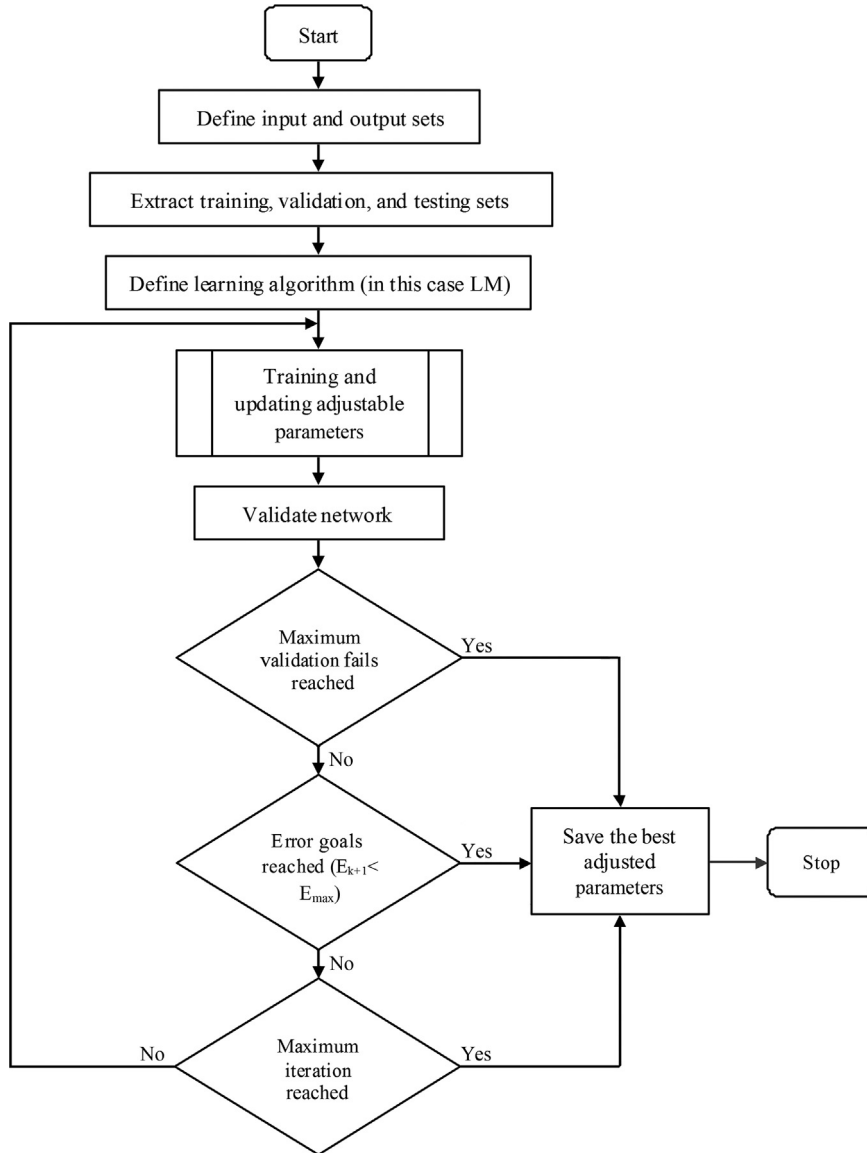 Start
Define input and output sets
Extract training, validation, and testing sets
Define learning algorithm (in this case LM)
Training and
updating adjustable
parameters
Validate network
Maximum
validation fails
reached
Yes
No
Error goals
reached (Eₖ₊₁<
Eₘₐₓ)
Yes
Save the best
adjusted
parameters
Stop
No
Maximum
iteration
reached
No
Yes